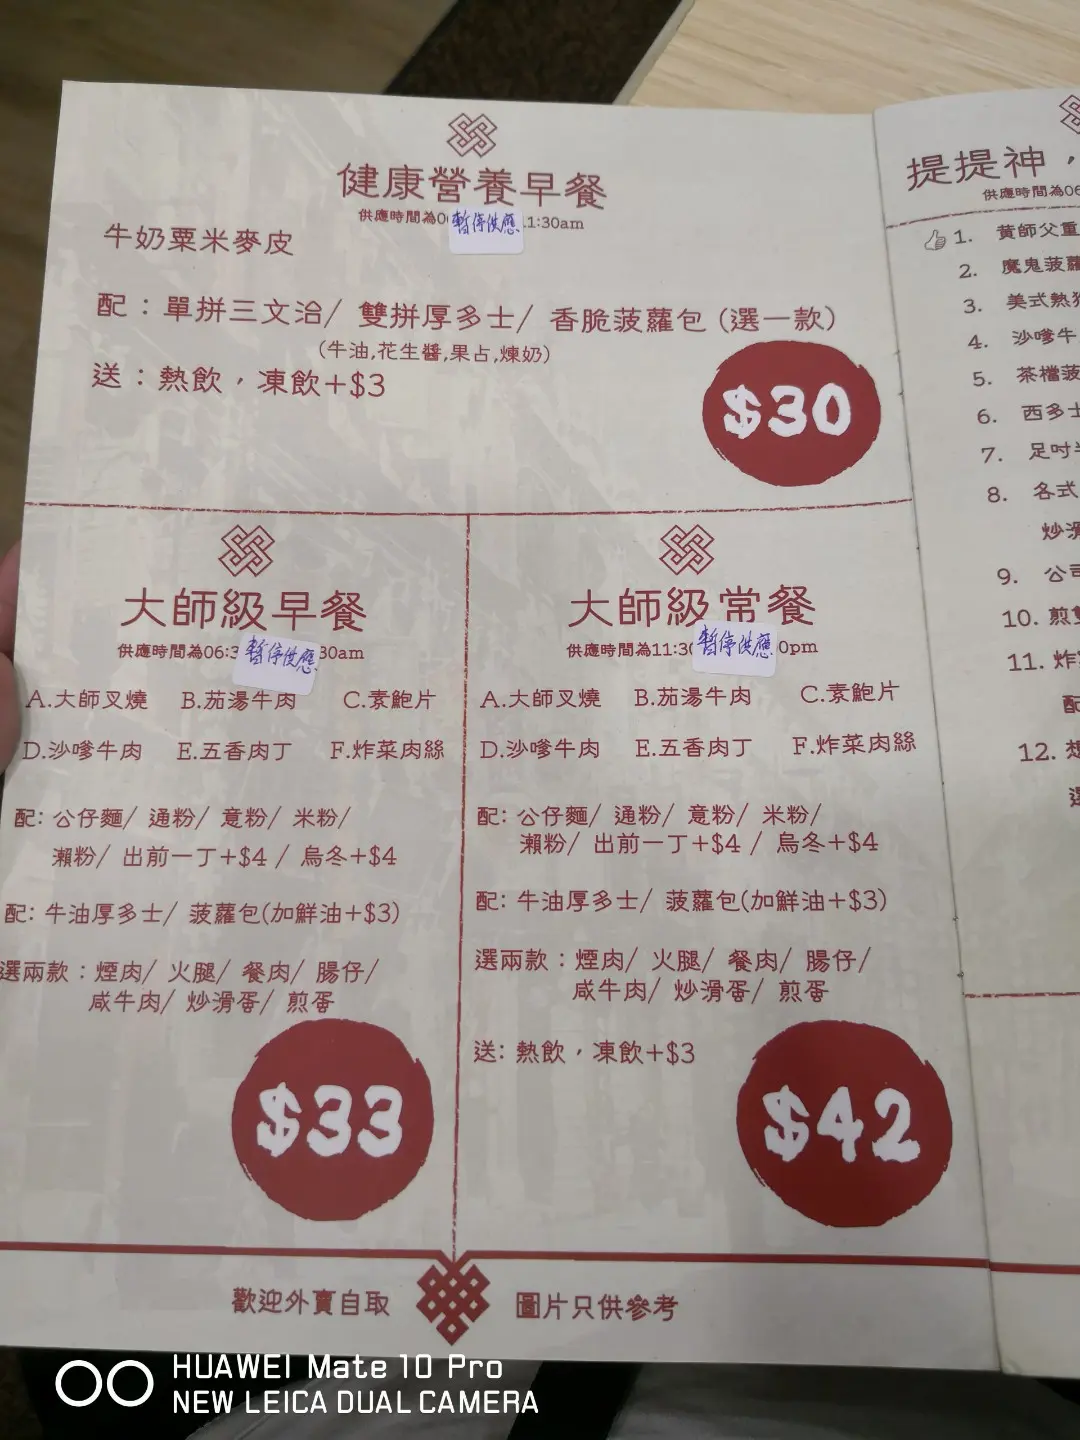 健康營養早餐
供應時間為0 暫停供應 1:30am
牛奶粟米麥皮
配：單拼三文治/ 雙拼厚多士/ 香脆菠蘿包 (選一款)
(牛油,花生醬,果占,煉奶)
送：熱飲，凍飲+$3
$30
大師級早餐
供應時間為06:3 暫停供應 30am
A.大師叉燒 B.茄湯牛肉 C.素鮑片
D.沙嗲牛肉 E.五香肉丁 F.炸菜肉絲
配: 公仔麵/ 通粉/ 意粉/ 米粉/
瀨粉/ 出前一丁+$4 / 烏冬+$4
配: 牛油厚多士/ 菠蘿包(加鮮油+$3)
選兩款：煙肉/ 火腿/ 餐肉/ 腸仔/
咸牛肉/ 炒滑蛋/ 煎蛋
$33
大師級常餐
供應時間為11:30 暫停供應 0pm
A.大師叉燒 B.茄湯牛肉 C.素鮑片
D.沙嗲牛肉 E.五香肉丁 F.炸菜肉絲
配: 公仔麵/ 通粉/ 意粉/ 米粉/
瀨粉/ 出前一丁+$4 / 烏冬+$4
配: 牛油厚多士/ 菠蘿包(加鮮油+$3)
選兩款：煙肉/ 火腿/ 餐肉/ 腸仔/
咸牛肉/ 炒滑蛋/ 煎蛋
送: 熱飲，凍飲+$3
$42
歡迎外賣自取 圖片只供參考
提提神，
供應時間為06
1. 黃師父重
2. 魔鬼菠蘿
3. 美式熱狗
4. 沙嗲牛
5. 茶檔菠
6. 西多士
7. 足吋牛
8. 各式
炒滑
9. 公司
10. 煎雙
11. 炸
配
12. 想
選
HUAWEI Mate 10 Pro
NEW LEICA DUAL CAMERA